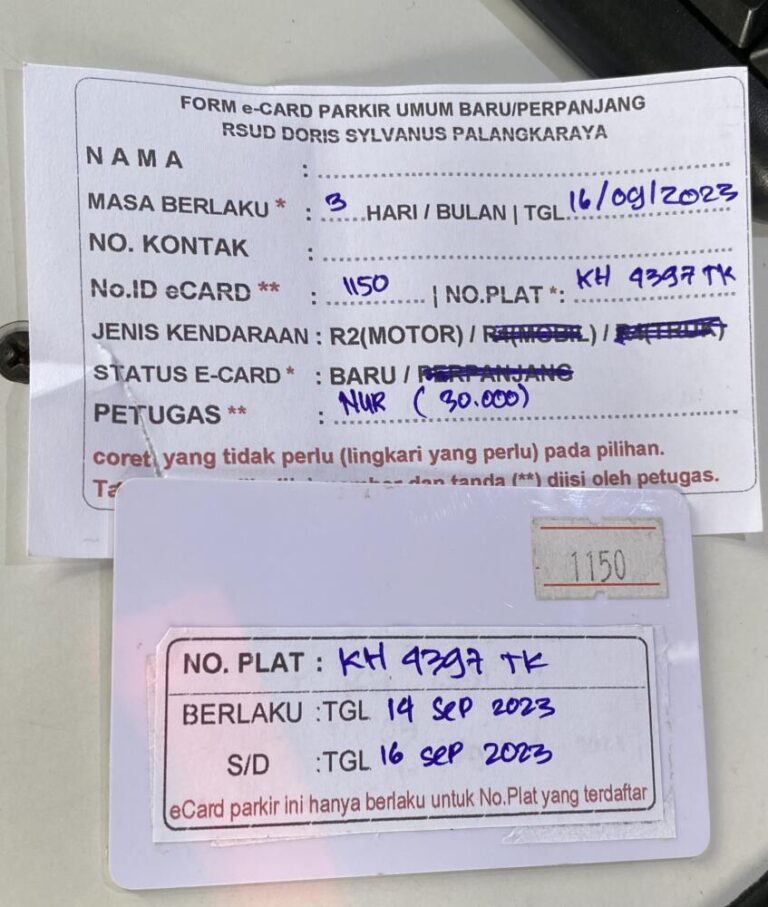 FORM e-CARD PARKIR UMUM BARU/PERPANJANG
RSUD DORIS SYLVANUS PALANGKARAYA
NAMA :
MASA BERLAKU * : 3 HARI / BULAN | TGL. 16/09/2023
NO. KONTAK :
No.ID eCARD ** : 1150 | NO.PLAT *: KH 4397 TK
JENIS KENDARAAN : R2(MOTOR) / R4(MOBIL) /
STATUS E-CARD * : BARU / PERPANJANG
PETUGAS ** : NUR (30.000)
coret yang tidak perlu (lingkari yang perlu) pada pilihan.
dan tanda (**) diisi oleh petugas.
1150
NO. PLAT : KH 4397 TK
BERLAKU :TGL 14 SEP 2023
S/D :TGL 16 SEP 2023
eCard parkir ini hanya berlaku untuk No.Plat yang terdaftar